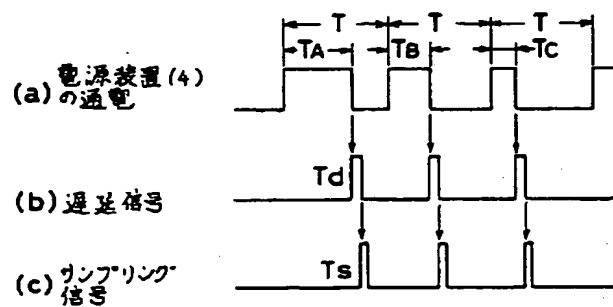 T T T
TA TB TC
(a) 電源装置(4)
の通電
Td
(b) 遅延信号
Ts
(c) サンプリング
信号